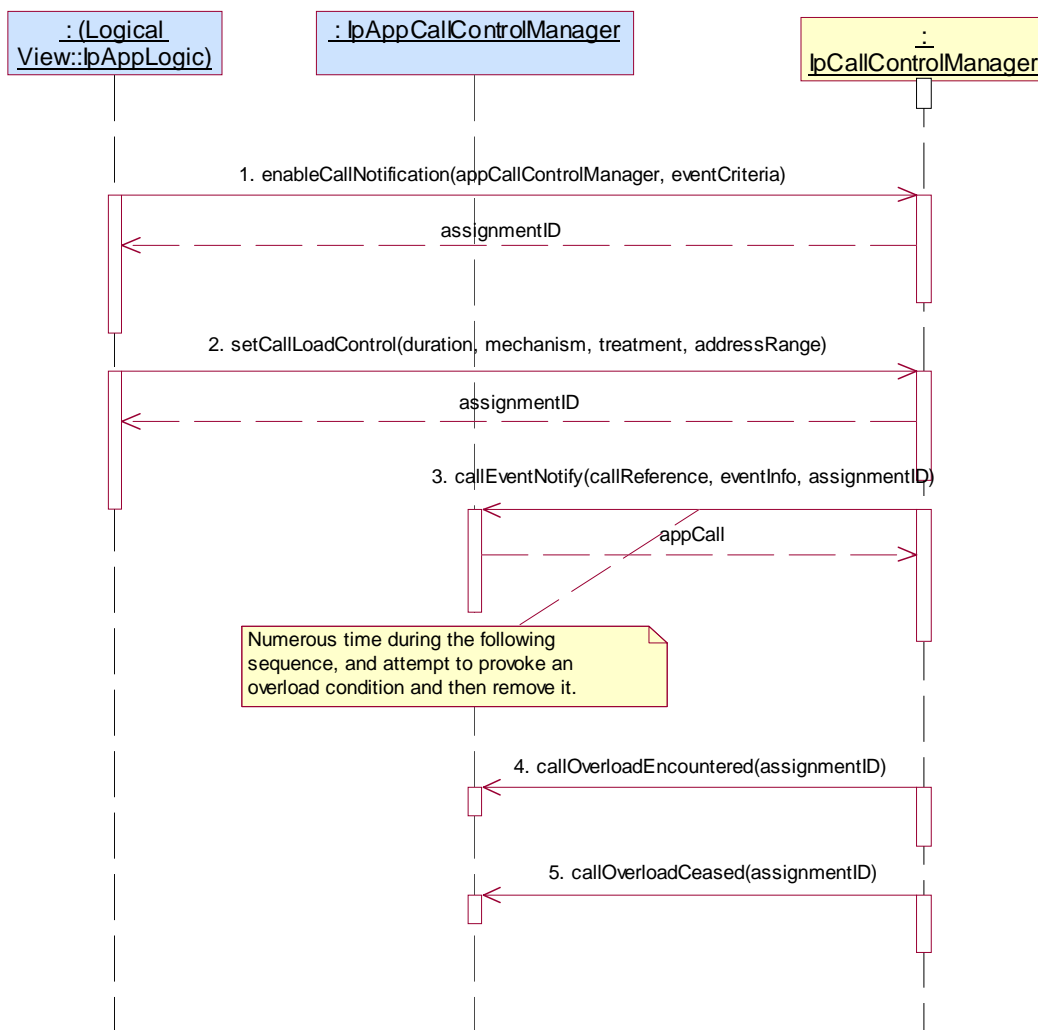 : (Logical
View::IpAppLogic)
: IpAppCallControlManager
:
IpCallControlManager
1. enableCallNotification(appCallControlManager, eventCriteria)
assignmentID
2. setCallLoadControl(duration, mechanism, treatment, addressRange)
assignmentID
3. callEventNotify(callReference, eventInfo, assignmentID)
appCall
Numerous time during the following
sequence, and attempt to provoke an
overload condition and then remove it.
4. callOverloadEncountered(assignmentID)
5. callOverloadCeased(assignmentID)